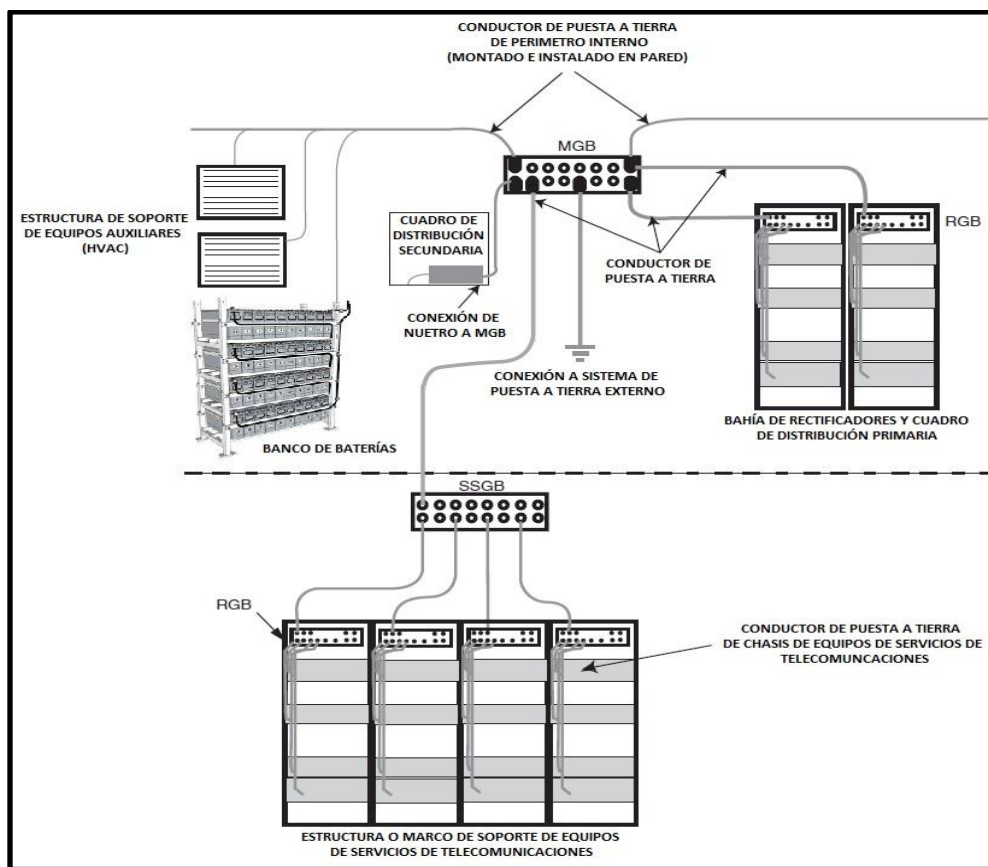 CONDUCTOR DE PUESTA A TIERRA
DE PERIMETRO INTERNO
(MONTADO E INSTALADO EN PARED)
MGB
ESTRUCTURA DE SOPORTE
DE EQUIPOS AUXILIARES
(HVAC)
CUADRO DE
DISTRIBUCIÓN
SECUNDARIA
RGB
CONDUCTOR DE
PUESTA A TIERRA
CONEXIÓN DE
NUETRO A MGB
CONEXIÓN A SISTEMA DE
PUESTA A TIERRA EXTERNO
BAHÍA DE RECTIFICADORES Y CUADRO
DE DISTRIBUCIÓN PRIMARIA
BANCO DE BATERÍAS
SSGB
RGB
CONDUCTOR DE PUESTA A TIERRA
DE CHASIS DE EQUIPOS DE SERVICIOS DE
TELECOMUNCACIONES
ESTRUCTURA O MARCO DE SOPORTE DE EQUIPOS
DE SERVICIOS DE TELECOMUNICACIONES